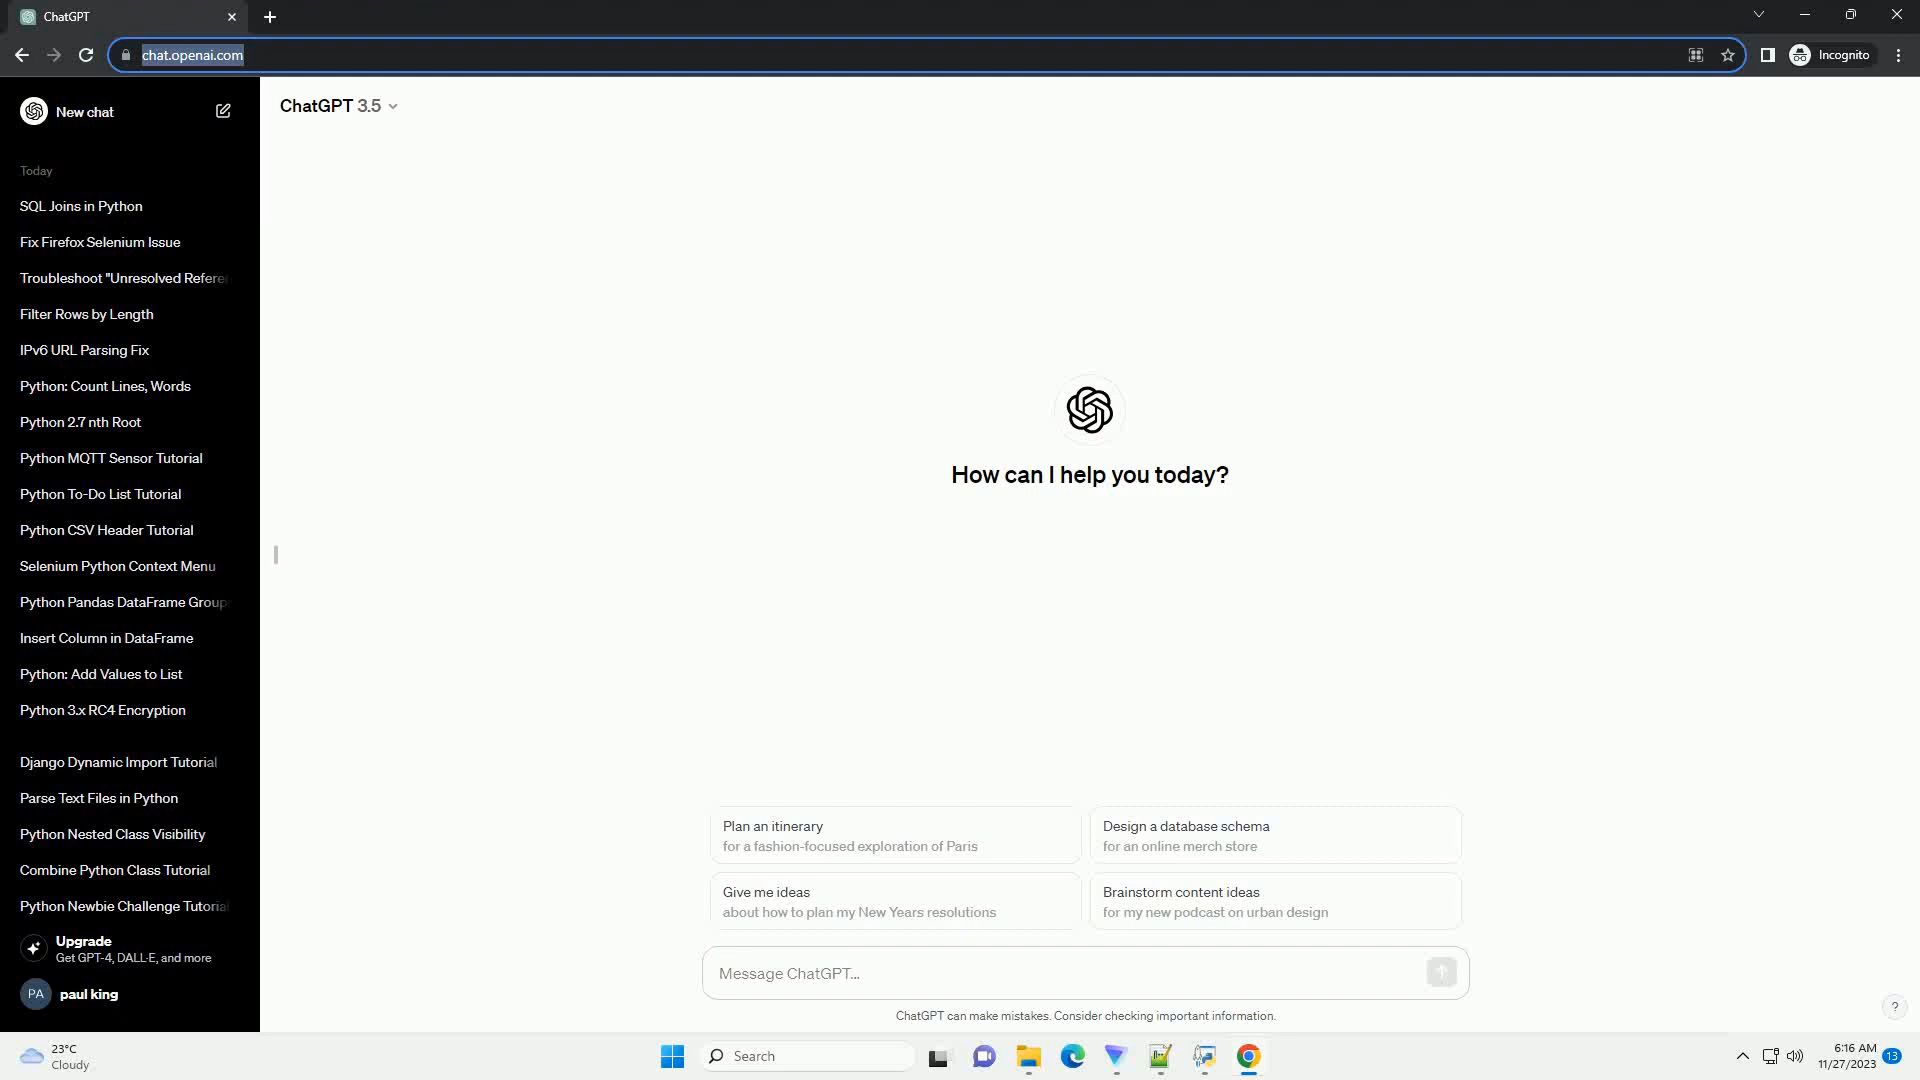 ChatGPT
chat.openai.com
Incognito
New chat
ChatGPT 3.5
Today
SQL Joins in Python
Fix Firefox Selenium Issue
Troubleshoot "Unresolved Refere
Filter Rows by Length
IPv6 URL Parsing Fix
Python: Count Lines, Words
Python 2.7 nth Root
Python MQTT Sensor Tutorial
Python To-Do List Tutorial
Python CSV Header Tutorial
Selenium Python Context Menu
Python Pandas DataFrame Group
Insert Column in DataFrame
Python: Add Values to List
Python 3.x RC4 Encryption
Django Dynamic Import Tutorial
Parse Text Files in Python
Python Nested Class Visibility
Combine Python Class Tutorial
Python Newbie Challenge Tutorial
Upgrade
Get GPT-4, DALL·E, and more
PA
paul king
How can I help you today?
Plan an itinerary
for a fashion-focused exploration of Paris
Design a database schema
for an online merch store
Give me ideas
about how to plan my New Years resolutions
Brainstorm content ideas
for my new podcast on urban design
Message ChatGPT...
ChatGPT can make mistakes. Consider checking important information.
?
23°C
Cloudy
Search
6:16 AM
11/27/2023
13